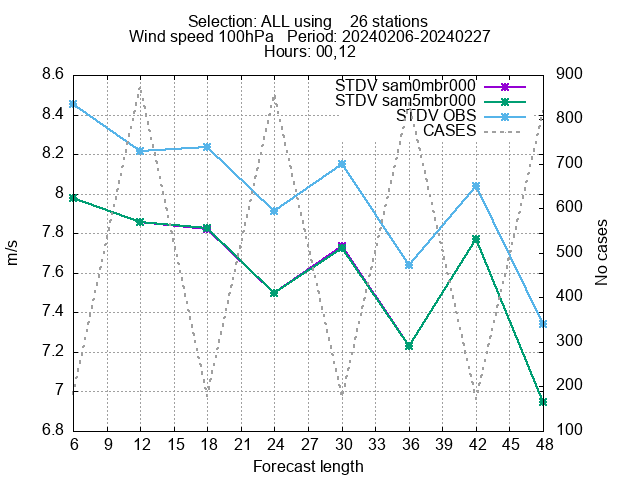 Selection: ALL using    26 stations
Wind speed 100hPa   Period: 20240206-20240227
Hours: 00,12
STDV sam0mbr000
STDV sam5mbr000
STDV OBS
CASES
8.6
8.4
8.2
8
7.8
7.6
7.4
7.2
7
6.8
m/s
900
800
700
600
500
400
300
200
100
No cases
6 9 12 15 18 21 24 27 30 33 36 39 42 45 48
Forecast length